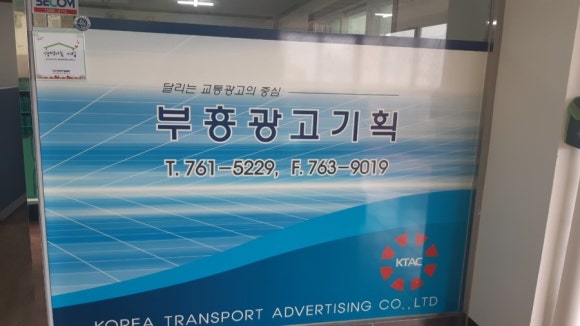 SECOM
달리는 교통광고의 중심
부흥광고기획
T. 761-5229, F. 763-9019
KTAC
KOREA TRANSPORT ADVERTISING CO., LTD